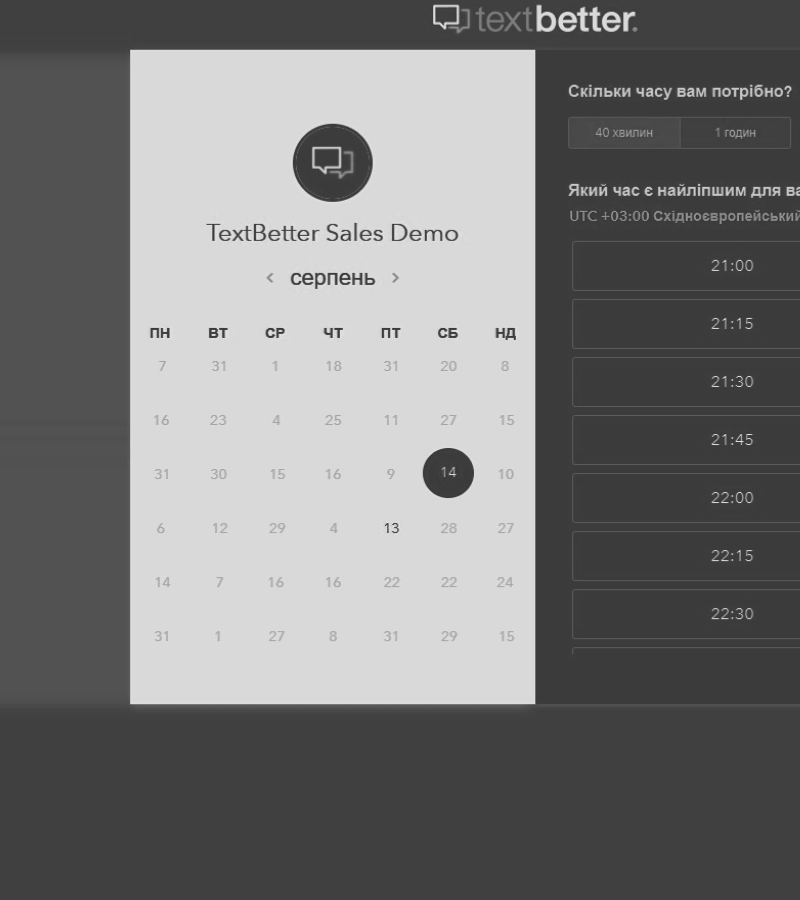 textbetter.
TextBetter Sales Demo
серпень
ПН ВТ СР ЧТ ПТ СБ НД
7 31 1 18 31 20 8
16 23 4 25 11 27 15
31 30 15 16 9 14 10
6 12 29 4 13 28 27
14 7 16 16 22 22 24
31 1 27 8 31 29 15
Скільки часу вам потрібно?
40 хвилин 1 годин
Який час є найліпшим для ва
UTC +03:00 Східноєвропейський
21:00
21:15
21:30
21:45
22:00
22:15
22:30